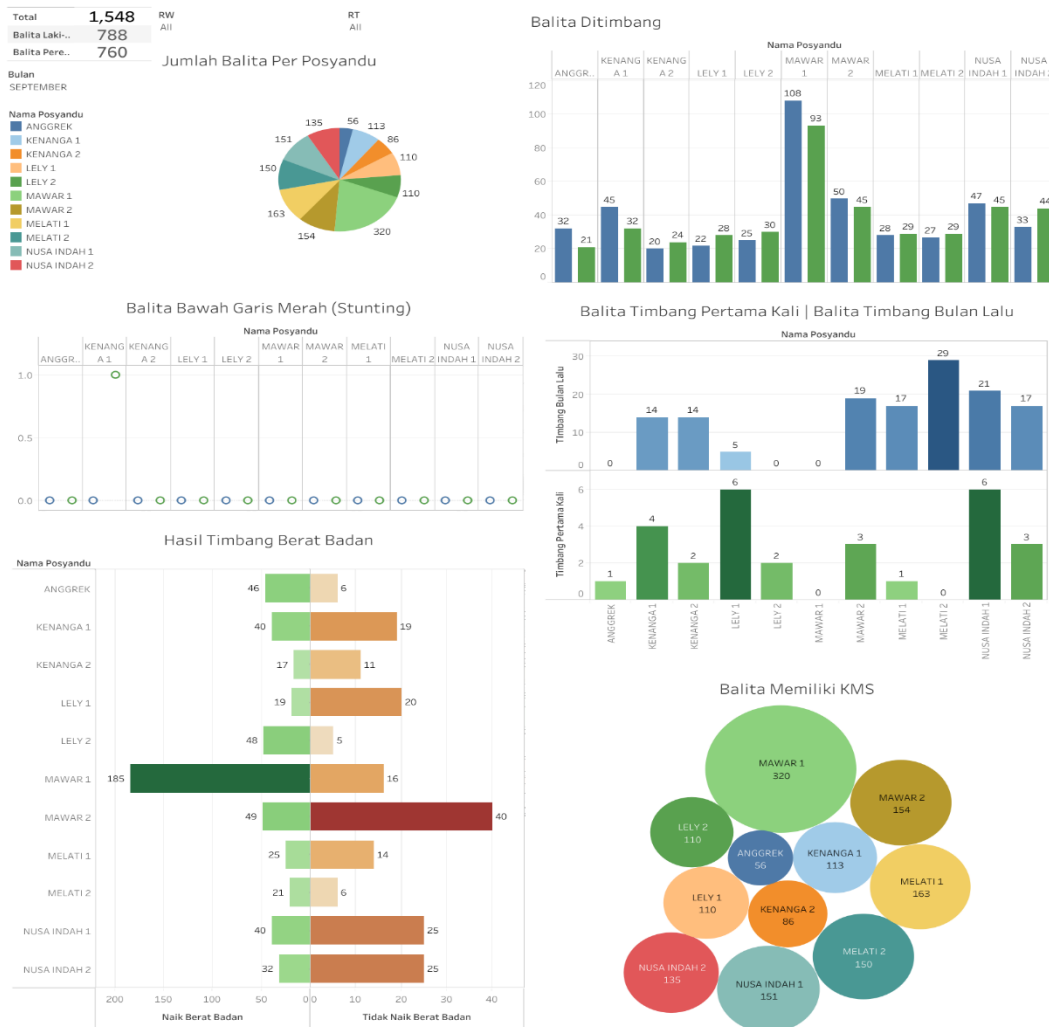 Total 1,548
Balita Laki-.. 788
Balita Pere.. 760
RW
All
RT
All
Bulan
SEPTEMBER
Nama Posyandu
ANGGREK
KENANGA 1
KENANGA 2
LELY 1
LELY 2
MAWAR 1
MAWAR 2
MELATI 1
MELATI 2
NUSA INDAH 1
NUSA INDAH 2
Jumlah Balita Per Posyandu
135 56 113
151 86
150 110
163 110
154 320
Balita Ditimbang
Nama Posyandu
ANGGR.. KENANG A 1 KENANG A 2 LELY 1 LELY 2 MAWAR 1 MAWAR 2 MELATI 1 MELATI 2 NUSA INDAH 1 NUSA INDAH 2
120
100
80
60
40
20
0
32 21 45 32 20 24 22 28 25 30 108 93 50 45 28 29 27 29 47 45 33 44
Balita Bawah Garis Merah (Stunting)
Nama Posyandu
ANGGR.. KENANG A 1 KENANG A 2 LELY 1 LELY 2 MAWAR 1 MAWAR 2 MELATI 1 MELATI 2 NUSA INDAH 1 NUSA INDAH 2
1.0
0.5
0.0
Balita Timbang Pertama Kali | Balita Timbang Bulan Lalu
Nama Posyandu
Timbang Bulan Lalu
30
20
10
0
0 14 14 5 0 0 19 17 29 21 17
Timbang Pertama Kali
6
4
2
0
1 4 2 6 2 0 3 1 0 6 3
ANGGREK KENANGA 1 KENANGA 2 LELY 1 LELY 2 MAWAR 1 MAWAR 2 MELATI 1 MELATI 2 NUSA INDAH 1 NUSA INDAH 2
Hasil Timbang Berat Badan
Nama Posyandu
ANGGREK 46 6
KENANGA 1 40 19
KENANGA 2 17 11
LELY 1 19 20
LELY 2 48 5
MAWAR 1 185 16
MAWAR 2 49 40
MELATI 1 25 14
MELATI 2 21 6
NUSA INDAH 1 40 25
NUSA INDAH 2 32 25
200 150 100 50 0 0 10 20 30 40
Naik Berat Badan Tidak Naik Berat Badan
Balita Memiliki KMS
MAWAR 1
320
MAWAR 2
154
LELY 2
110
ANGGREK
56
KENANGA 1
113
MELATI 1
163
LELY 1
110
KENANGA 2
86
MELATI 2
150
NUSA INDAH 2
135
NUSA INDAH 1
151